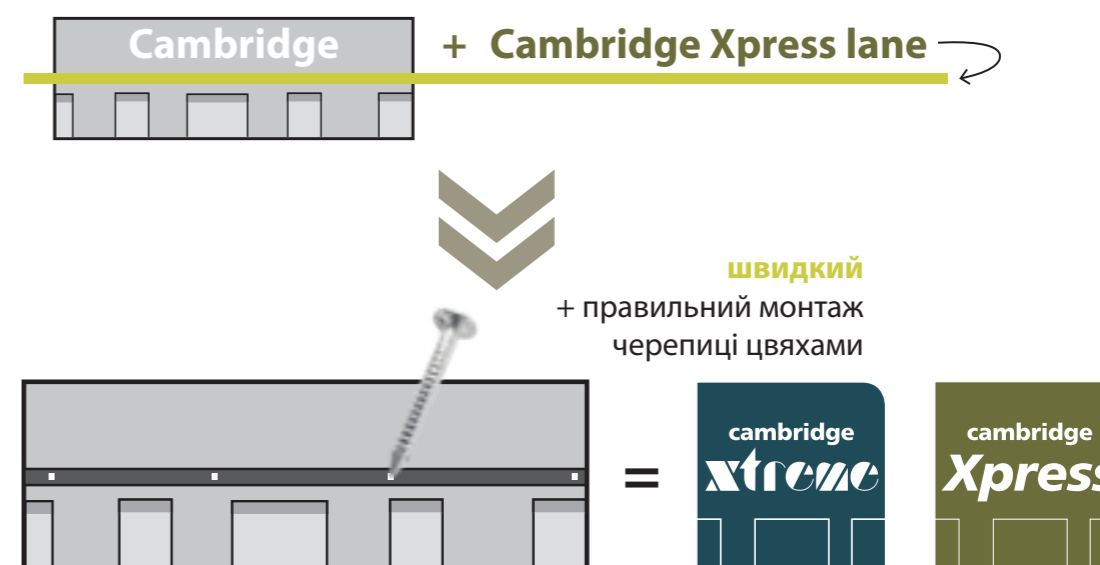 Cambridge + Cambridge Xpress lane
швидкий
+ правильний монтаж
черепиці цвяхами
= cambridge xtreme
cambridge Xpress